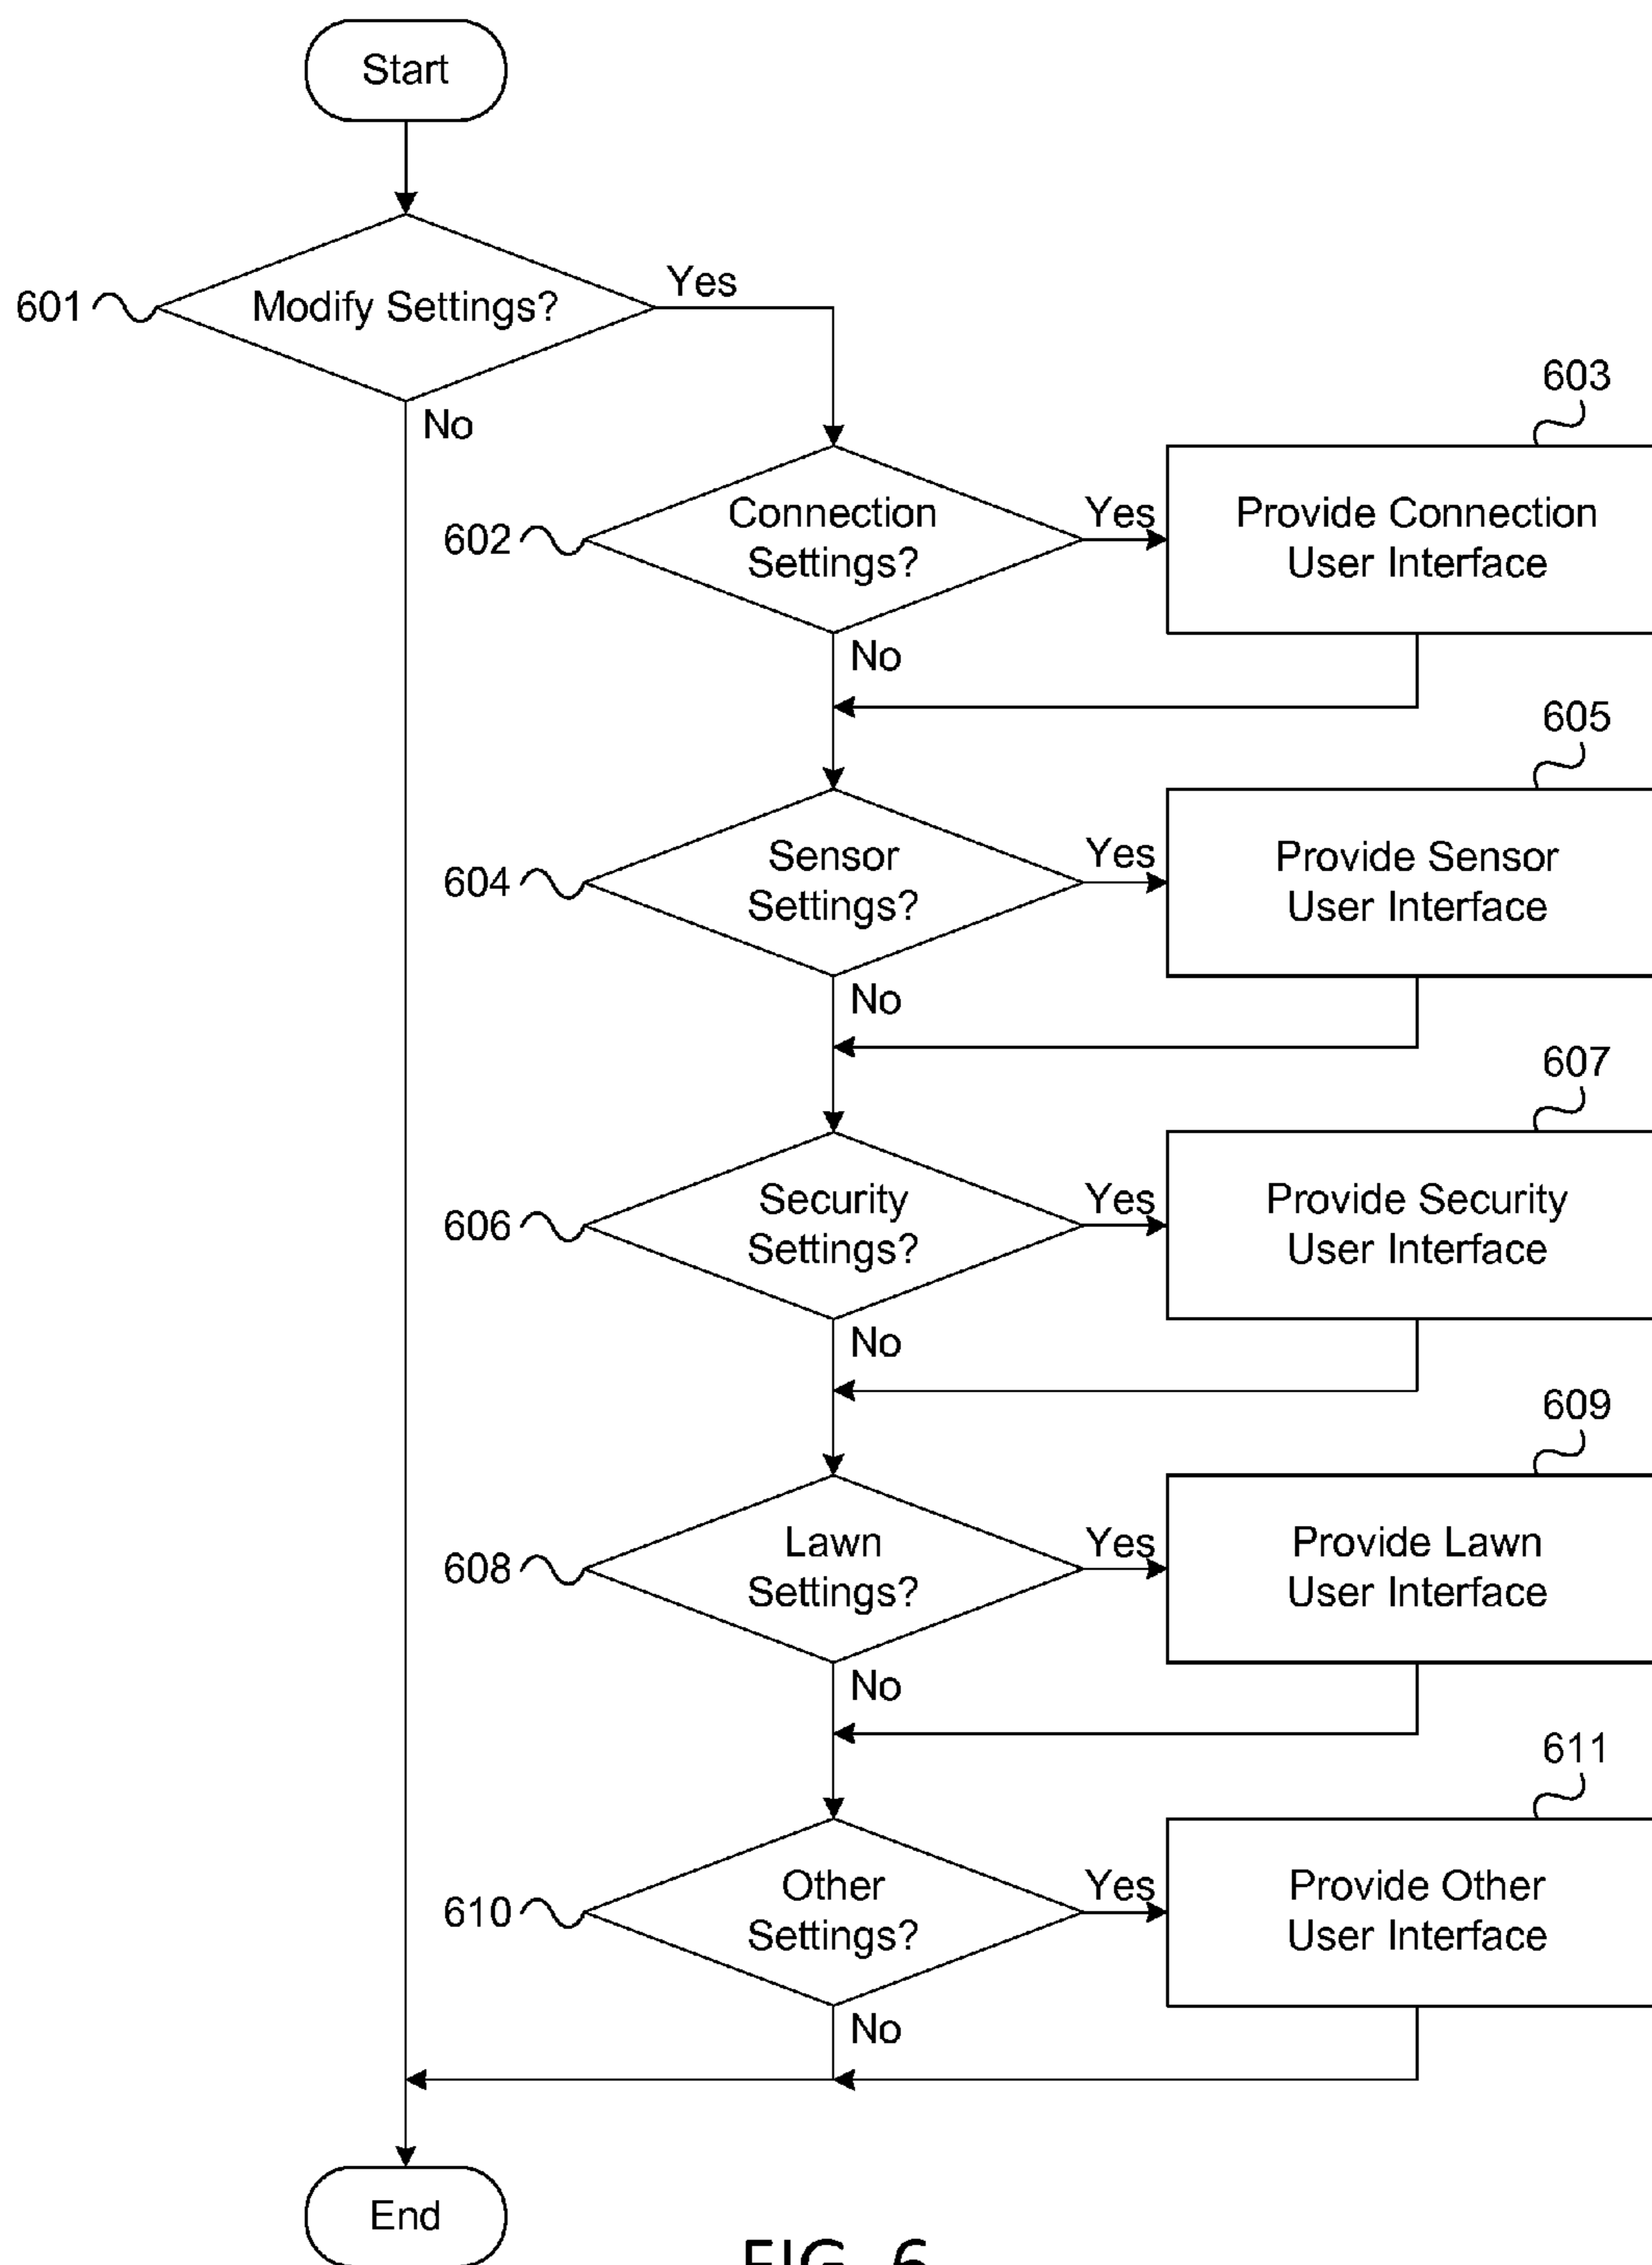 Start
601
Modify Settings?
Yes
No
603
602
Connection
Settings?
Yes
Provide Connection
User Interface
No
605
604
Sensor
Settings?
Yes
Provide Sensor
User Interface
No
607
606
Security
Settings?
Yes
Provide Security
User Interface
No
609
608
Lawn
Settings?
Yes
Provide Lawn
User Interface
No
611
610
Other
Settings?
Yes
Provide Other
User Interface
No
End
FIG. 6